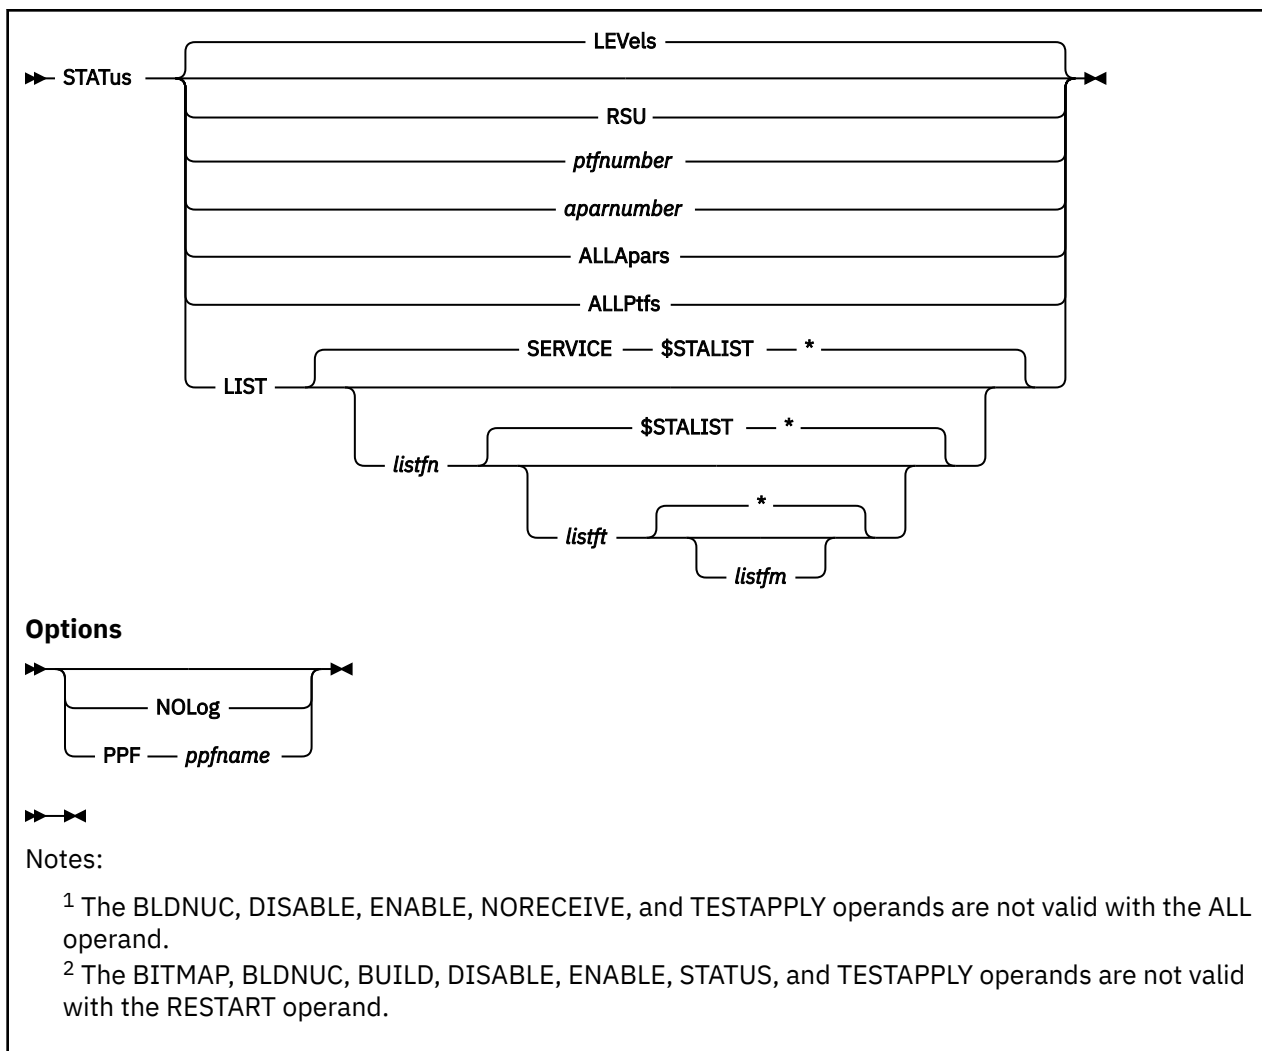 LEVels
STATus
RSU
ptfnumber
aparnumber
ALLApars
ALLPtfs
SERVICE $STALIST *
LIST
$STALIST *
listfn
*
listft
listfm
Options
NOLog
PPF ppfname
Notes:
1 The BLDNUC, DISABLE, ENABLE, NORECEIVE, and TESTAPPLY operands are not valid with the ALL
operand.
2 The BITMAP, BLDNUC, BUILD, DISABLE, ENABLE, STATUS, and TESTAPPLY operands are not valid
with the RESTART operand.